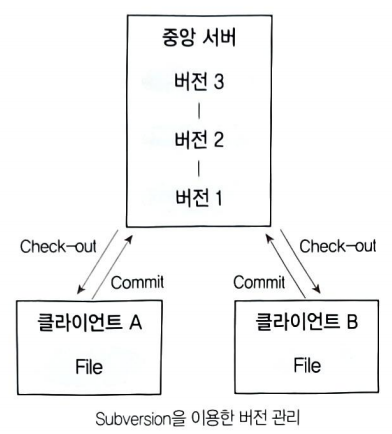 중앙 서버
버전 3
버전 2
버전 1
Check-out
Commit
Commit
Check-out
클라이언트 A
File
클라이언트 B
File
Subversion을 이용한 버전 관리